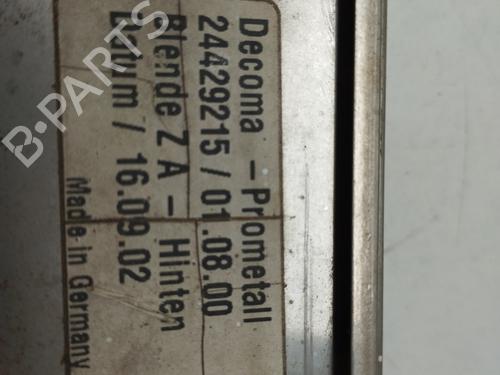 Decoma - Prometall
24429215 / 01.08.00
Blende Z A - Hinten
Datum / 16.09.02
Made in Germany
B-PARTS